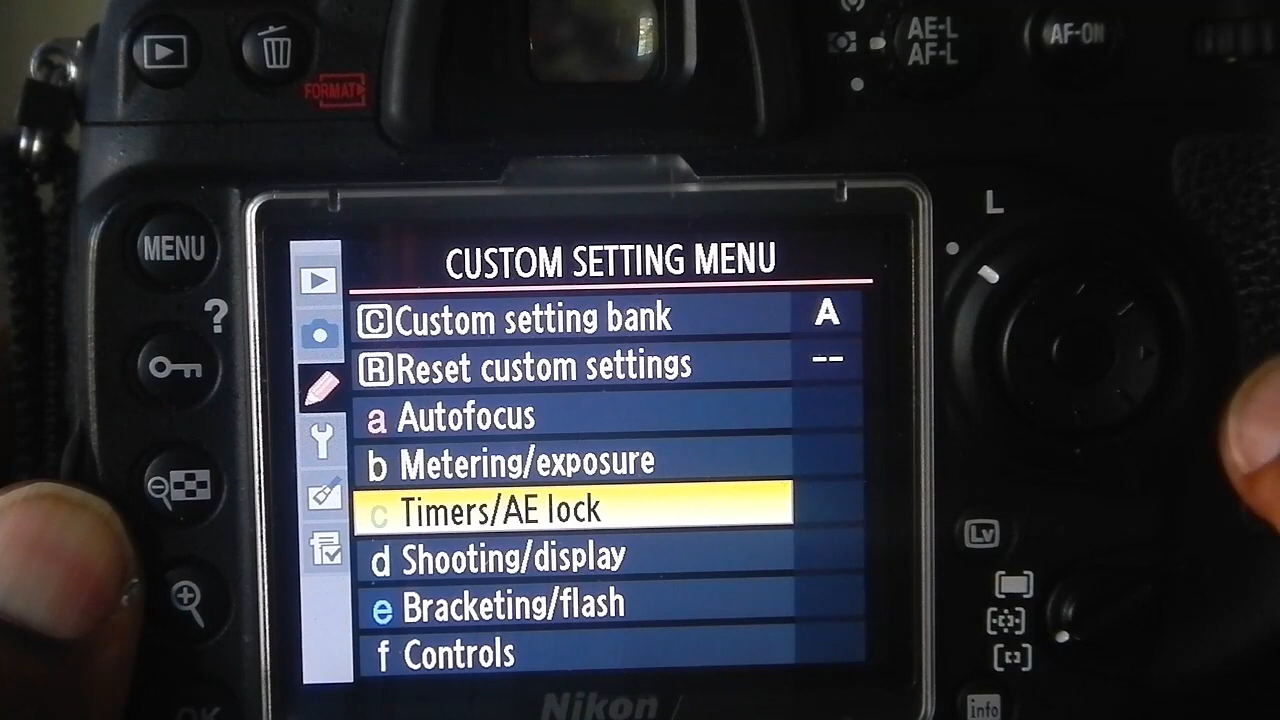 AE-L
AF-L
AF-ON
FORMAT
L
MENU
?
CUSTOM SETTING MENU
C Custom setting bank A
R Reset custom settings --
a Autofocus
b Metering/exposure
c Timers/AE lock
d Shooting/display
e Bracketing/flash
f Controls
Lv
OK
Nikon
info